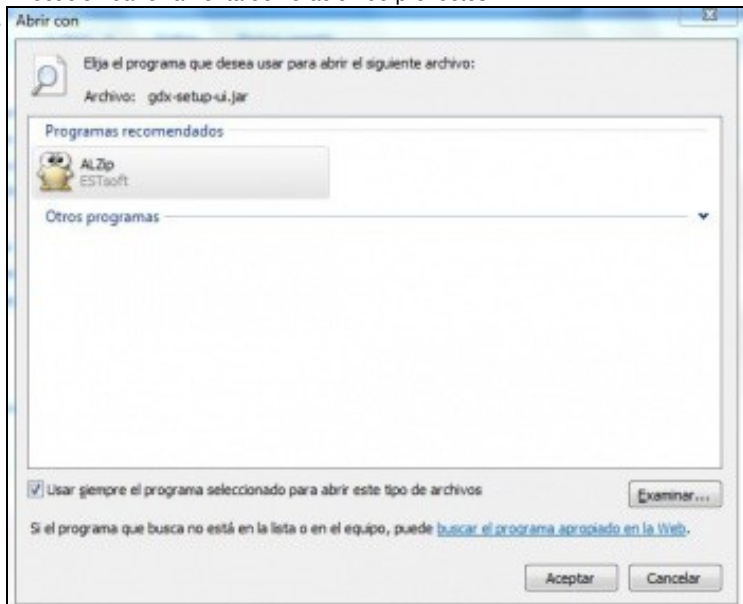 Abrir con
Elija el programa que desea usar para abrir el siguiente archivo:
Archivo: gdx-setup-ui.jar
Programas recomendados
ALZip
ESTsoft
Otros programas
Usar siempre el programa seleccionado para abrir este tipo de archivos
Examinar...
Si el programa que busca no está en la lista o en el equipo, puede buscar el programa apropiado en la Web.
Aceptar
Cancelar